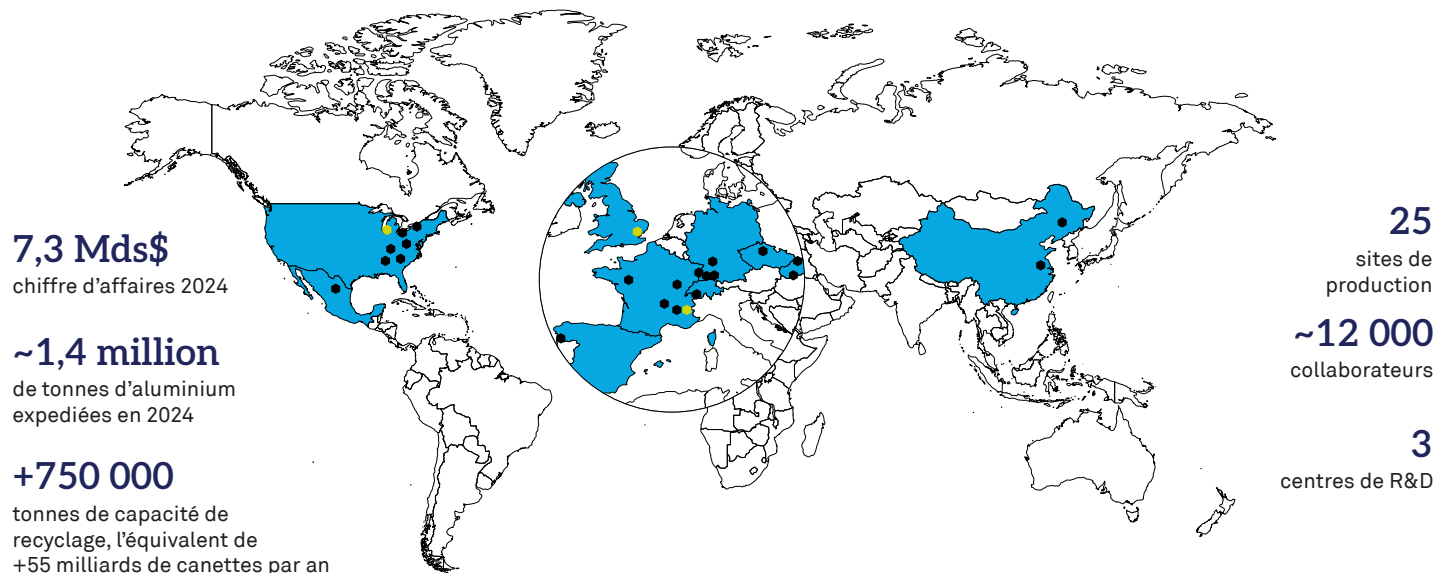 7,3 Mds$
chiffre d’affaires 2024
~1,4 million
de tonnes d’aluminium
expediées en 2024
+750 000
tonnes de capacité de
recyclage, l’équivalent de
+55 milliards de canettes par an
25
sites de
production
~12 000
collaborateurs
3
centres de R&D